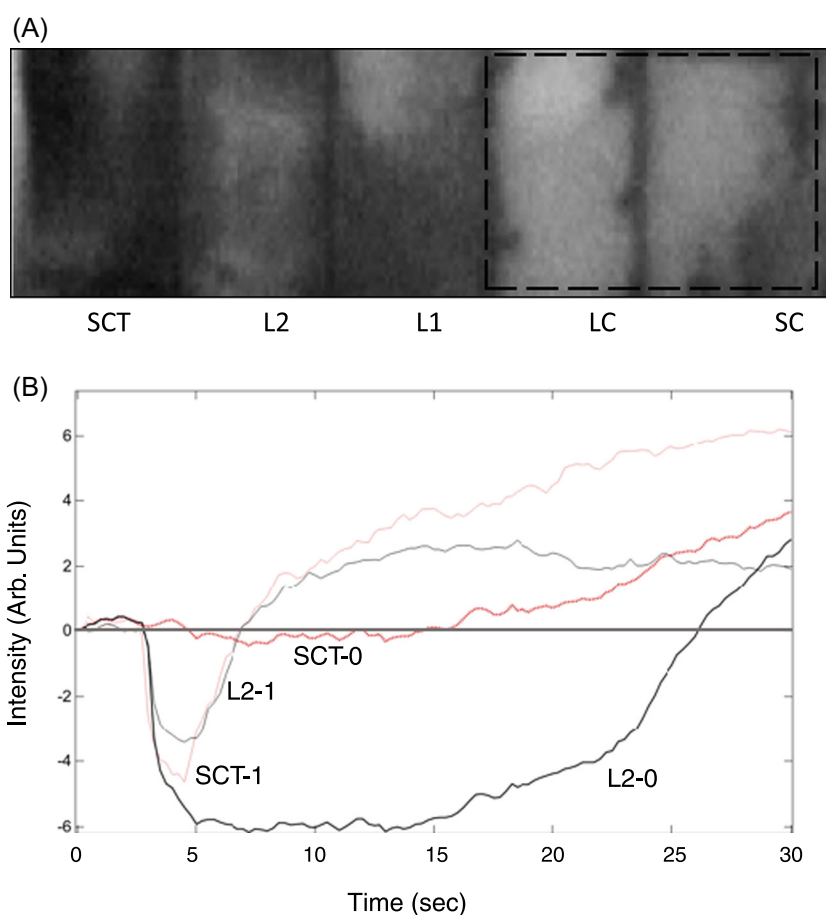 (A)
SCT L2 L1 LC SC
(B)
Intensity (Arb. Units)
6
4
2
0
-2
-4
-6
SCT-0
L2-1
SCT-1
L2-0
0 5 10 15 20 25 30
Time (sec)